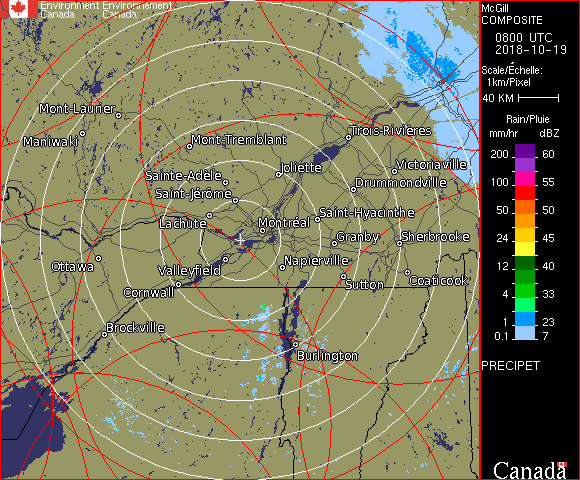 Environment Environnement
Canada Canada
McGill
COMPOSITE
0800 UTC
2018-10-19
Scale/Échelle:
1km/Pixel
40 KM
Rain/Pluie
mm/hr dBZ
200 60
100 55
50 50
24 45
12 40
4 33
1 23
0.1 7
PRECIPET
Canada
Mont-Laurier
Maniwaki
Mont-Tremblant
Trois-Rivières
Sainte-Adèle
Joliette
Victoriaville
Saint-Jérôme
Drummondville
Lachute
Montréal
Saint-Hyacinthe
Granby
Sherbrooke
Ottawa
Valleyfield
Napierville
Cornwall
Sutton
Coaticook
Brockville
Burlington